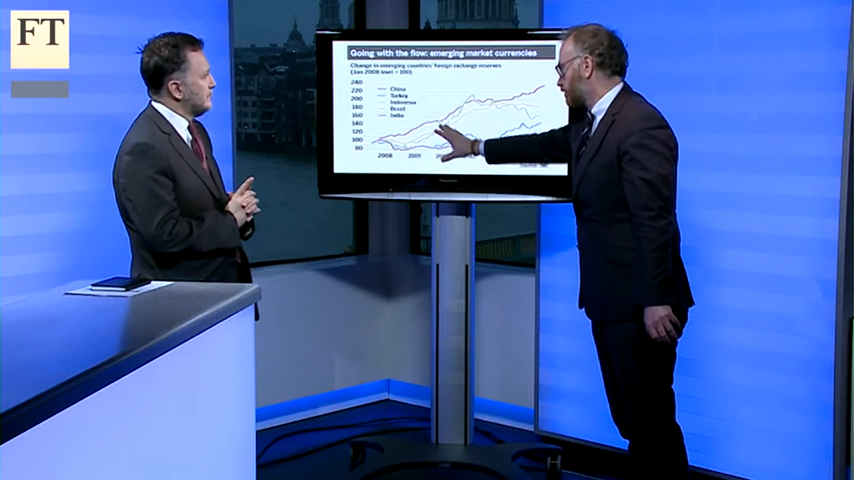 FT
Going with the flow: emerging market currencies
Change in emerging countries' foreign exchange reserves
(Jan 2008 level = 100)
240
220
200
180
160
140
120
100
80
China
Turkey
Indonesia
Brazil
India
2008
2009
Panasonic